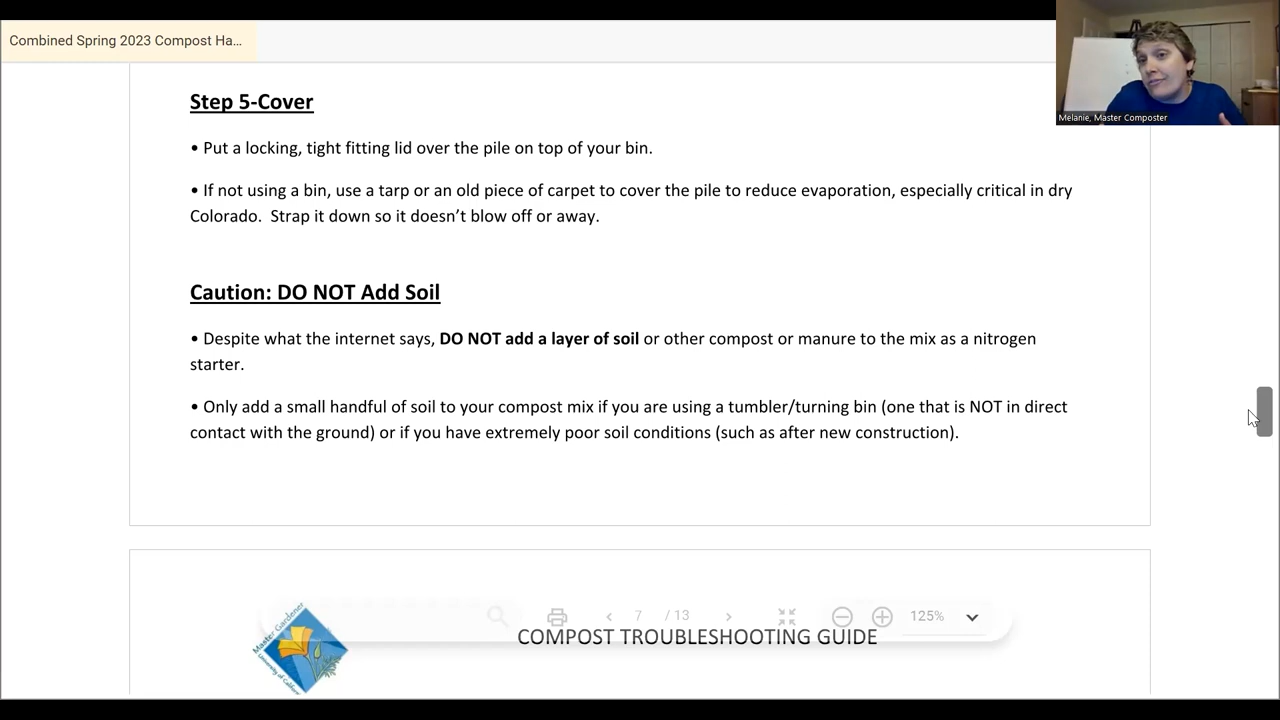 Combined Spring 2023 Compost Ha...
Melanie, Master Composter
Step 5-Cover
• Put a locking, tight fitting lid over the pile on top of your bin.
• If not using a bin, use a tarp or an old piece of carpet to cover the pile to reduce evaporation, especially critical in dry
Colorado.  Strap it down so it doesn’t blow off or away.
Caution: DO NOT Add Soil
• Despite what the internet says, DO NOT add a layer of soil or other compost or manure to the mix as a nitrogen
starter.
• Only add a small handful of soil to your compost mix if you are using a tumbler/turning bin (one that is NOT in direct
contact with the ground) or if you have extremely poor soil conditions (such as after new construction).
7 / 13
125%
COMPOST TROUBLESHOOTING GUIDE
Master Gardener